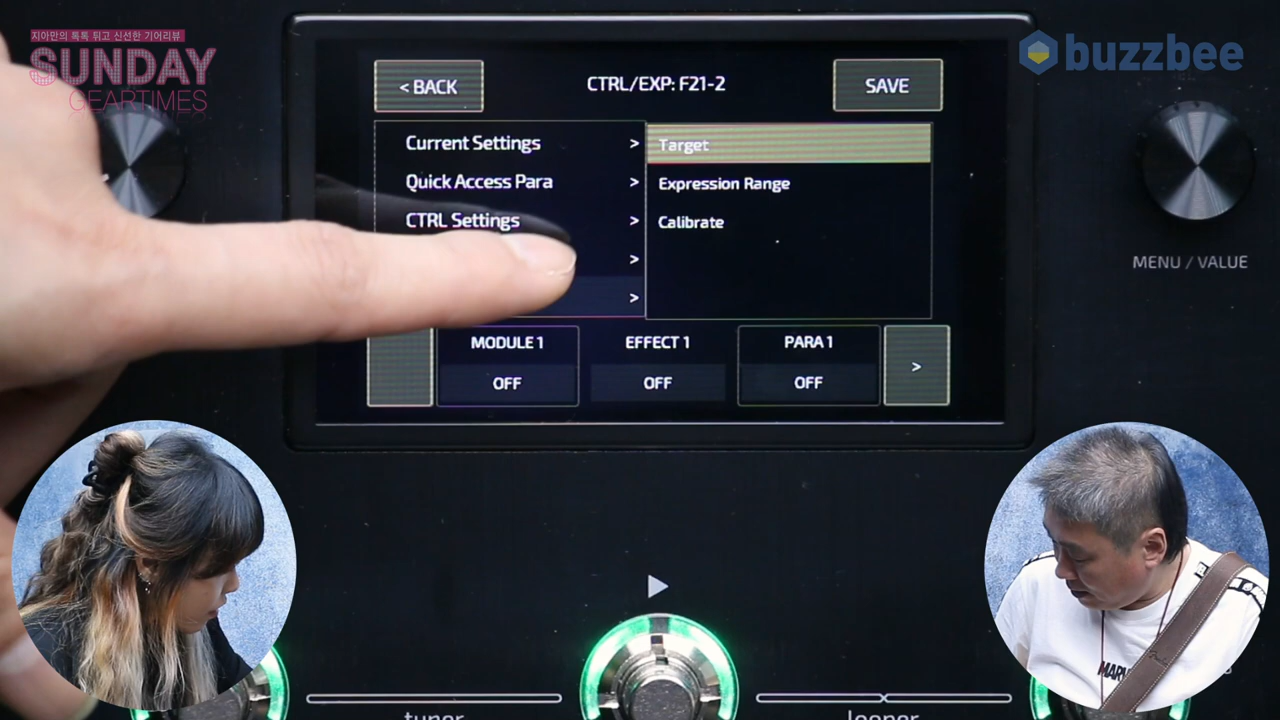 지아만의 톡톡 튀고 신선한 기어리뷰
SUNDAY
GEARTIMES
buzzbee
< BACK
CTRL/EXP: F21-2
SAVE
Current Settings >
Quick Access Para >
CTRL Settings >
>
>
Target
Expression Range
Calibrate
MODULE 1
OFF
EFFECT 1
OFF
PARA 1
OFF
>
MENU / VALUE
tuner
looper